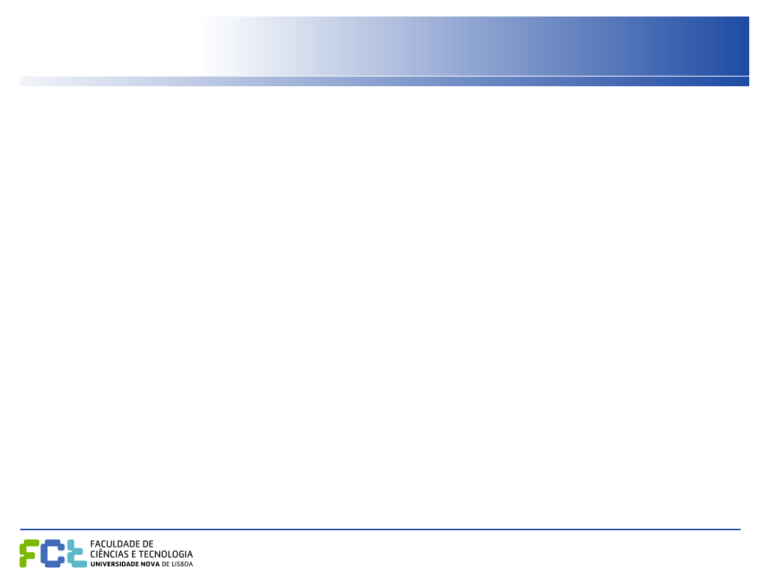 FCt
FACULDADE DE
CIÊNCIAS E TECNOLOGIA
UNIVERSIDADE NOVA DE LISBOA